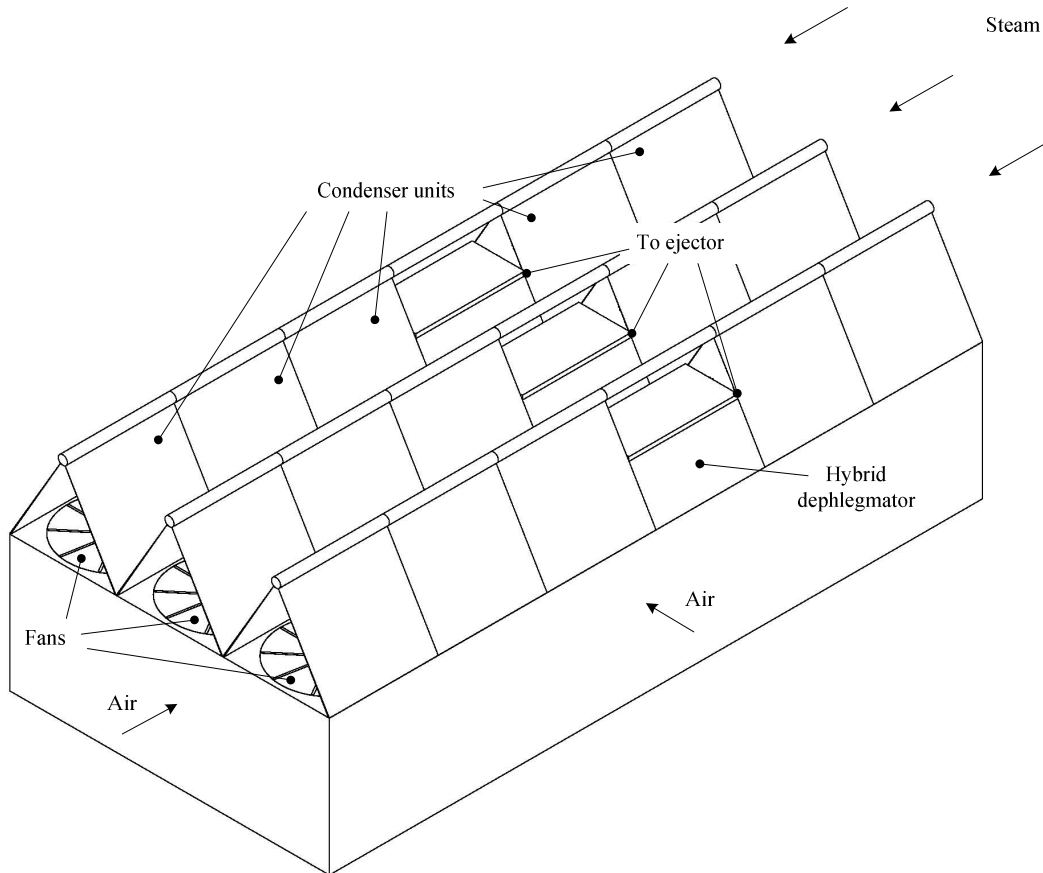 Steam
Condenser units
To ejector
Hybrid
dephlegmator
Air
Fans
Air